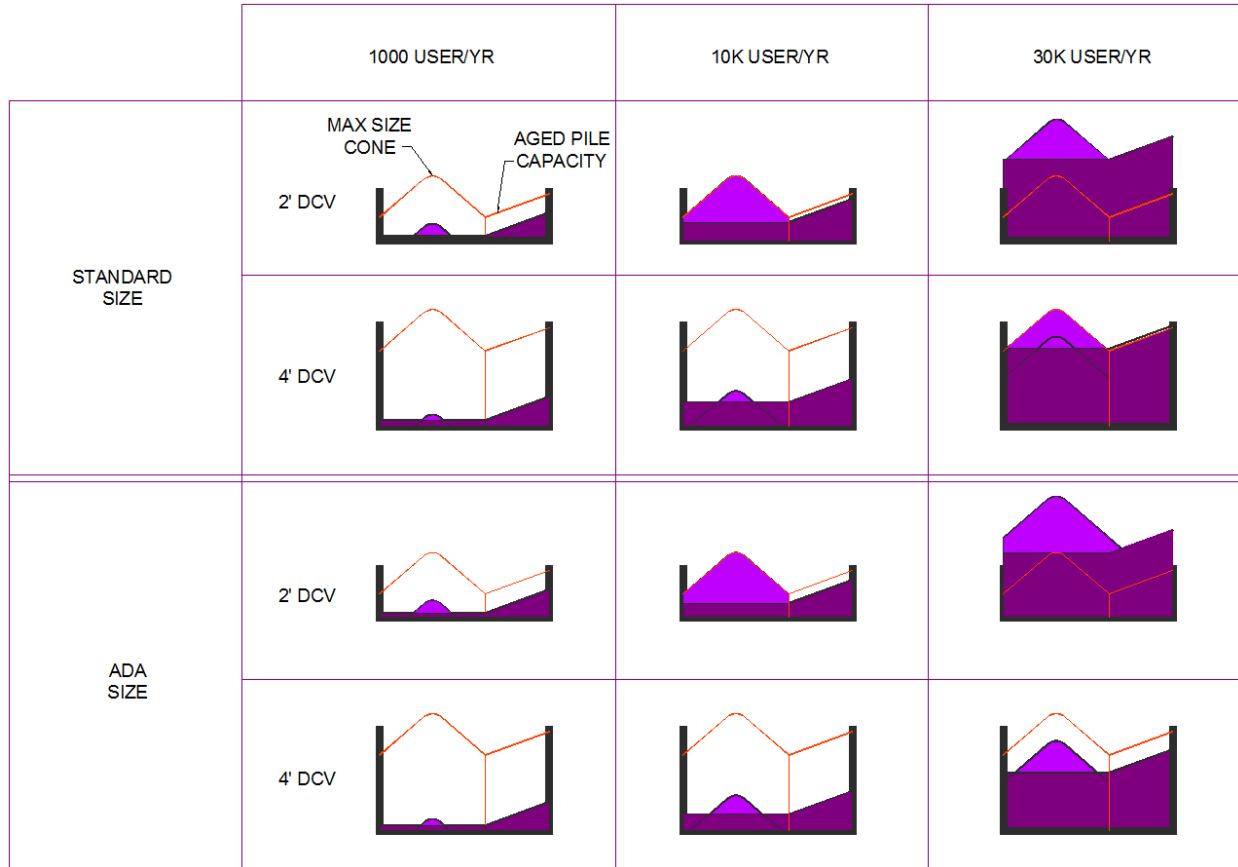 1000 USER/YR
10K USER/YR
30K USER/YR
STANDARD
SIZE
2' DCV
MAX SIZE
CONE
AGED PILE
CAPACITY
4' DCV
ADA
SIZE
2' DCV
4' DCV